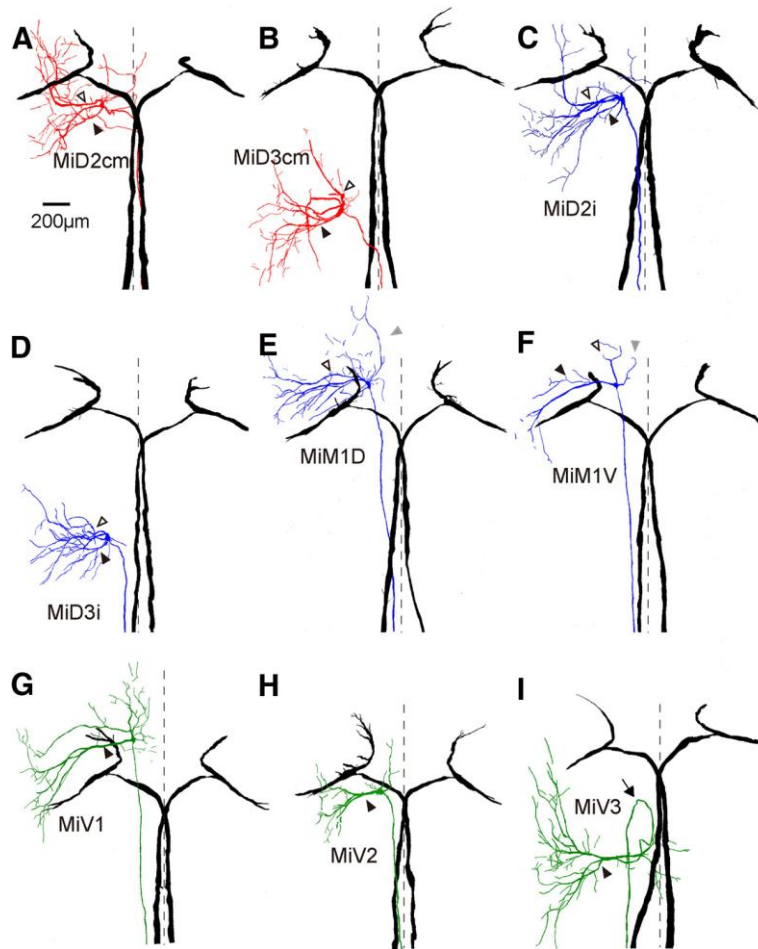 A
B
C
MiD2cm
MiD3cm
MiD2i
200μm
D
E
F
MiD3i
MiM1D
MiM1V
G
H
I
MiV1
MiV2
MiV3